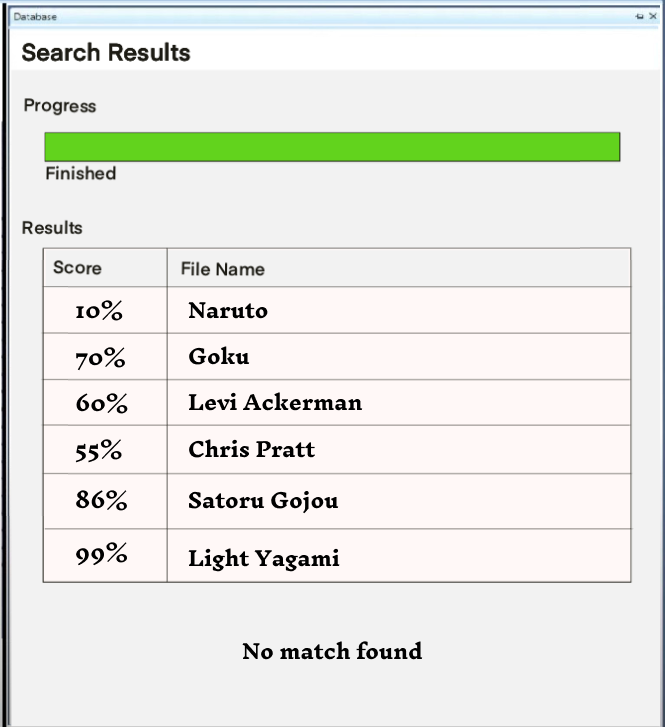 Database
Search Results
Progress
Finished
Results
Score File Name
10% Naruto
70% Goku
60% Levi Ackerman
55% Chris Pratt
86% Satoru Gojou
99% Light Yagami
No match found